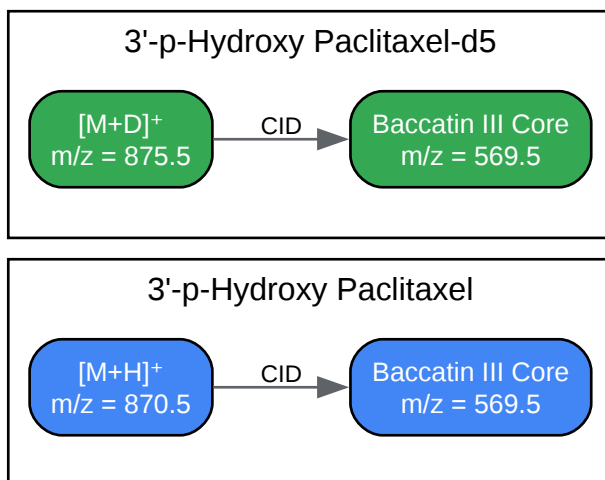 3'-p-Hydroxy Paclitaxel-d5
[M+D]⁺
m/z = 875.5
CID
Baccatin III Core
m/z = 569.5
3'-p-Hydroxy Paclitaxel
[M+H]⁺
m/z = 870.5
CID
Baccatin III Core
m/z = 569.5